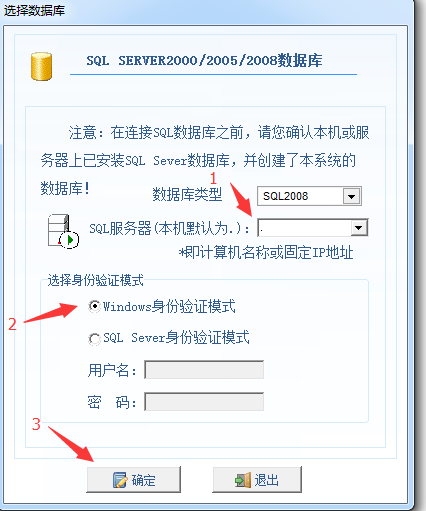 选择数据库
SQL SERVER2000/2005/2008数据库
注意：在连接SQL数据库之前，请您确认本机或服
务器上已安装SQL Sever数据库，并创建了本系统的
数据库！
1
数据库类型 SQL2008
SQL服务器(本机默认为.)： .
*即计算机名称或固定IP地址
选择身份验证模式
2
Windows身份验证模式
SQL Sever身份验证模式
用户名：
密 码：
3
确定 退出